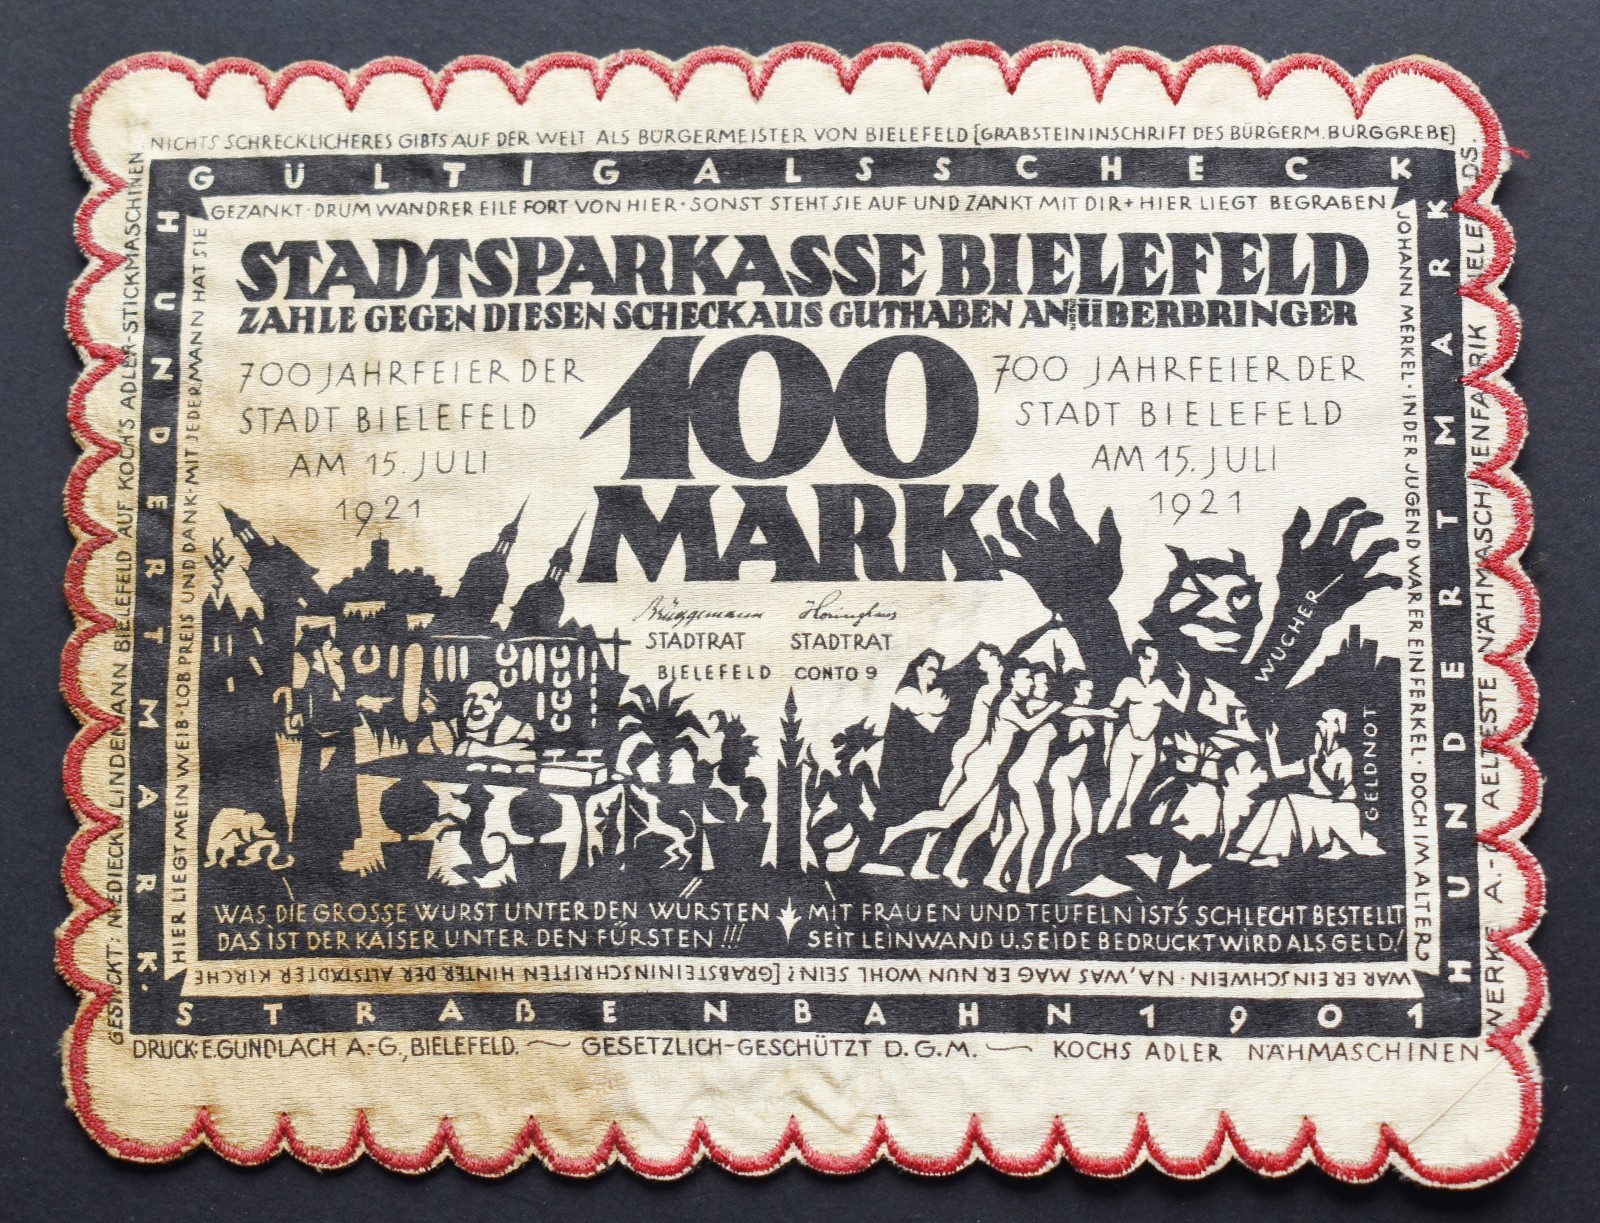 NICHTS SCHRECKLICHERES GIBTS AUF DER WELT ALS BÜRGERMEISTER VON BIELEFELD [GRABSTEININSCHRIFT DES BÜRGERM. BURGGREBE]
GÜLTIG ALS SCHECK
GEZANKT · DRUM WANDRER EILE FORT VON HIER · SONST STEHT SIE AUF UND ZANKT MIT DIR + HIER LIEGT BEGRABEN
STADTSPARKASSE BIELEFELD
ZAHLE GEGEN DIESEN SCHECK AUS GUTHABEN AN ÜBERBRINGER
700 JAHRFEIER DER
STADT BIELEFELD
AM 15. JULI
1921
100
MARK
700 JAHRFEIER DER
STADT BIELEFELD
AM 15. JULI
1921
Brüggemann
STADTRAT
STADTRAT
BIELEFELD CONTO 9
WUCHER
GELDNOT
WAS DIE GROSSE WURST UNTER DEN WÜRSTEN
DAS IST DER KAISER UNTER DEN FÜRSTEN !!!
MIT FRAUEN UND TEUFELN IST'S SCHLECHT BESTELLT
SEIT LEINWAND U. SEIDE BEDRUCKT WIRD ALS GELD!
JOHANN MERKEL · IN DER JUGEND WAR ER EIN FERKEL · DOCH IM ALTER
WAR ER EIN SCHWEIN · NA, WAS MAG ER NUN WOHL SEIN? [GRABSTEININSCHRIFTEN HINTER DER ALTSTÄDTER KIRCHE
HIER LIEGT MEIN WEIB · LOB PREIS UND DANK · MIT JEDERMANN HAT SIE
HUNDERTMARK.
HUNDERTMARK
STRAßENBAHN 1901
GESTICKT: NIEDIECK LINDEMANN BIELEFELD AUF KOCH'S ADLER-STICKMASCHINEN
DRUCK: E. GUNDLACH A.-G., BIELEFELD. — GESETZLICH-GESCHÜTZT D.G.M. — KOCHS ADLER NÄHMASCHINEN-
AELTESTE NÄHMASCHINENFABRIK